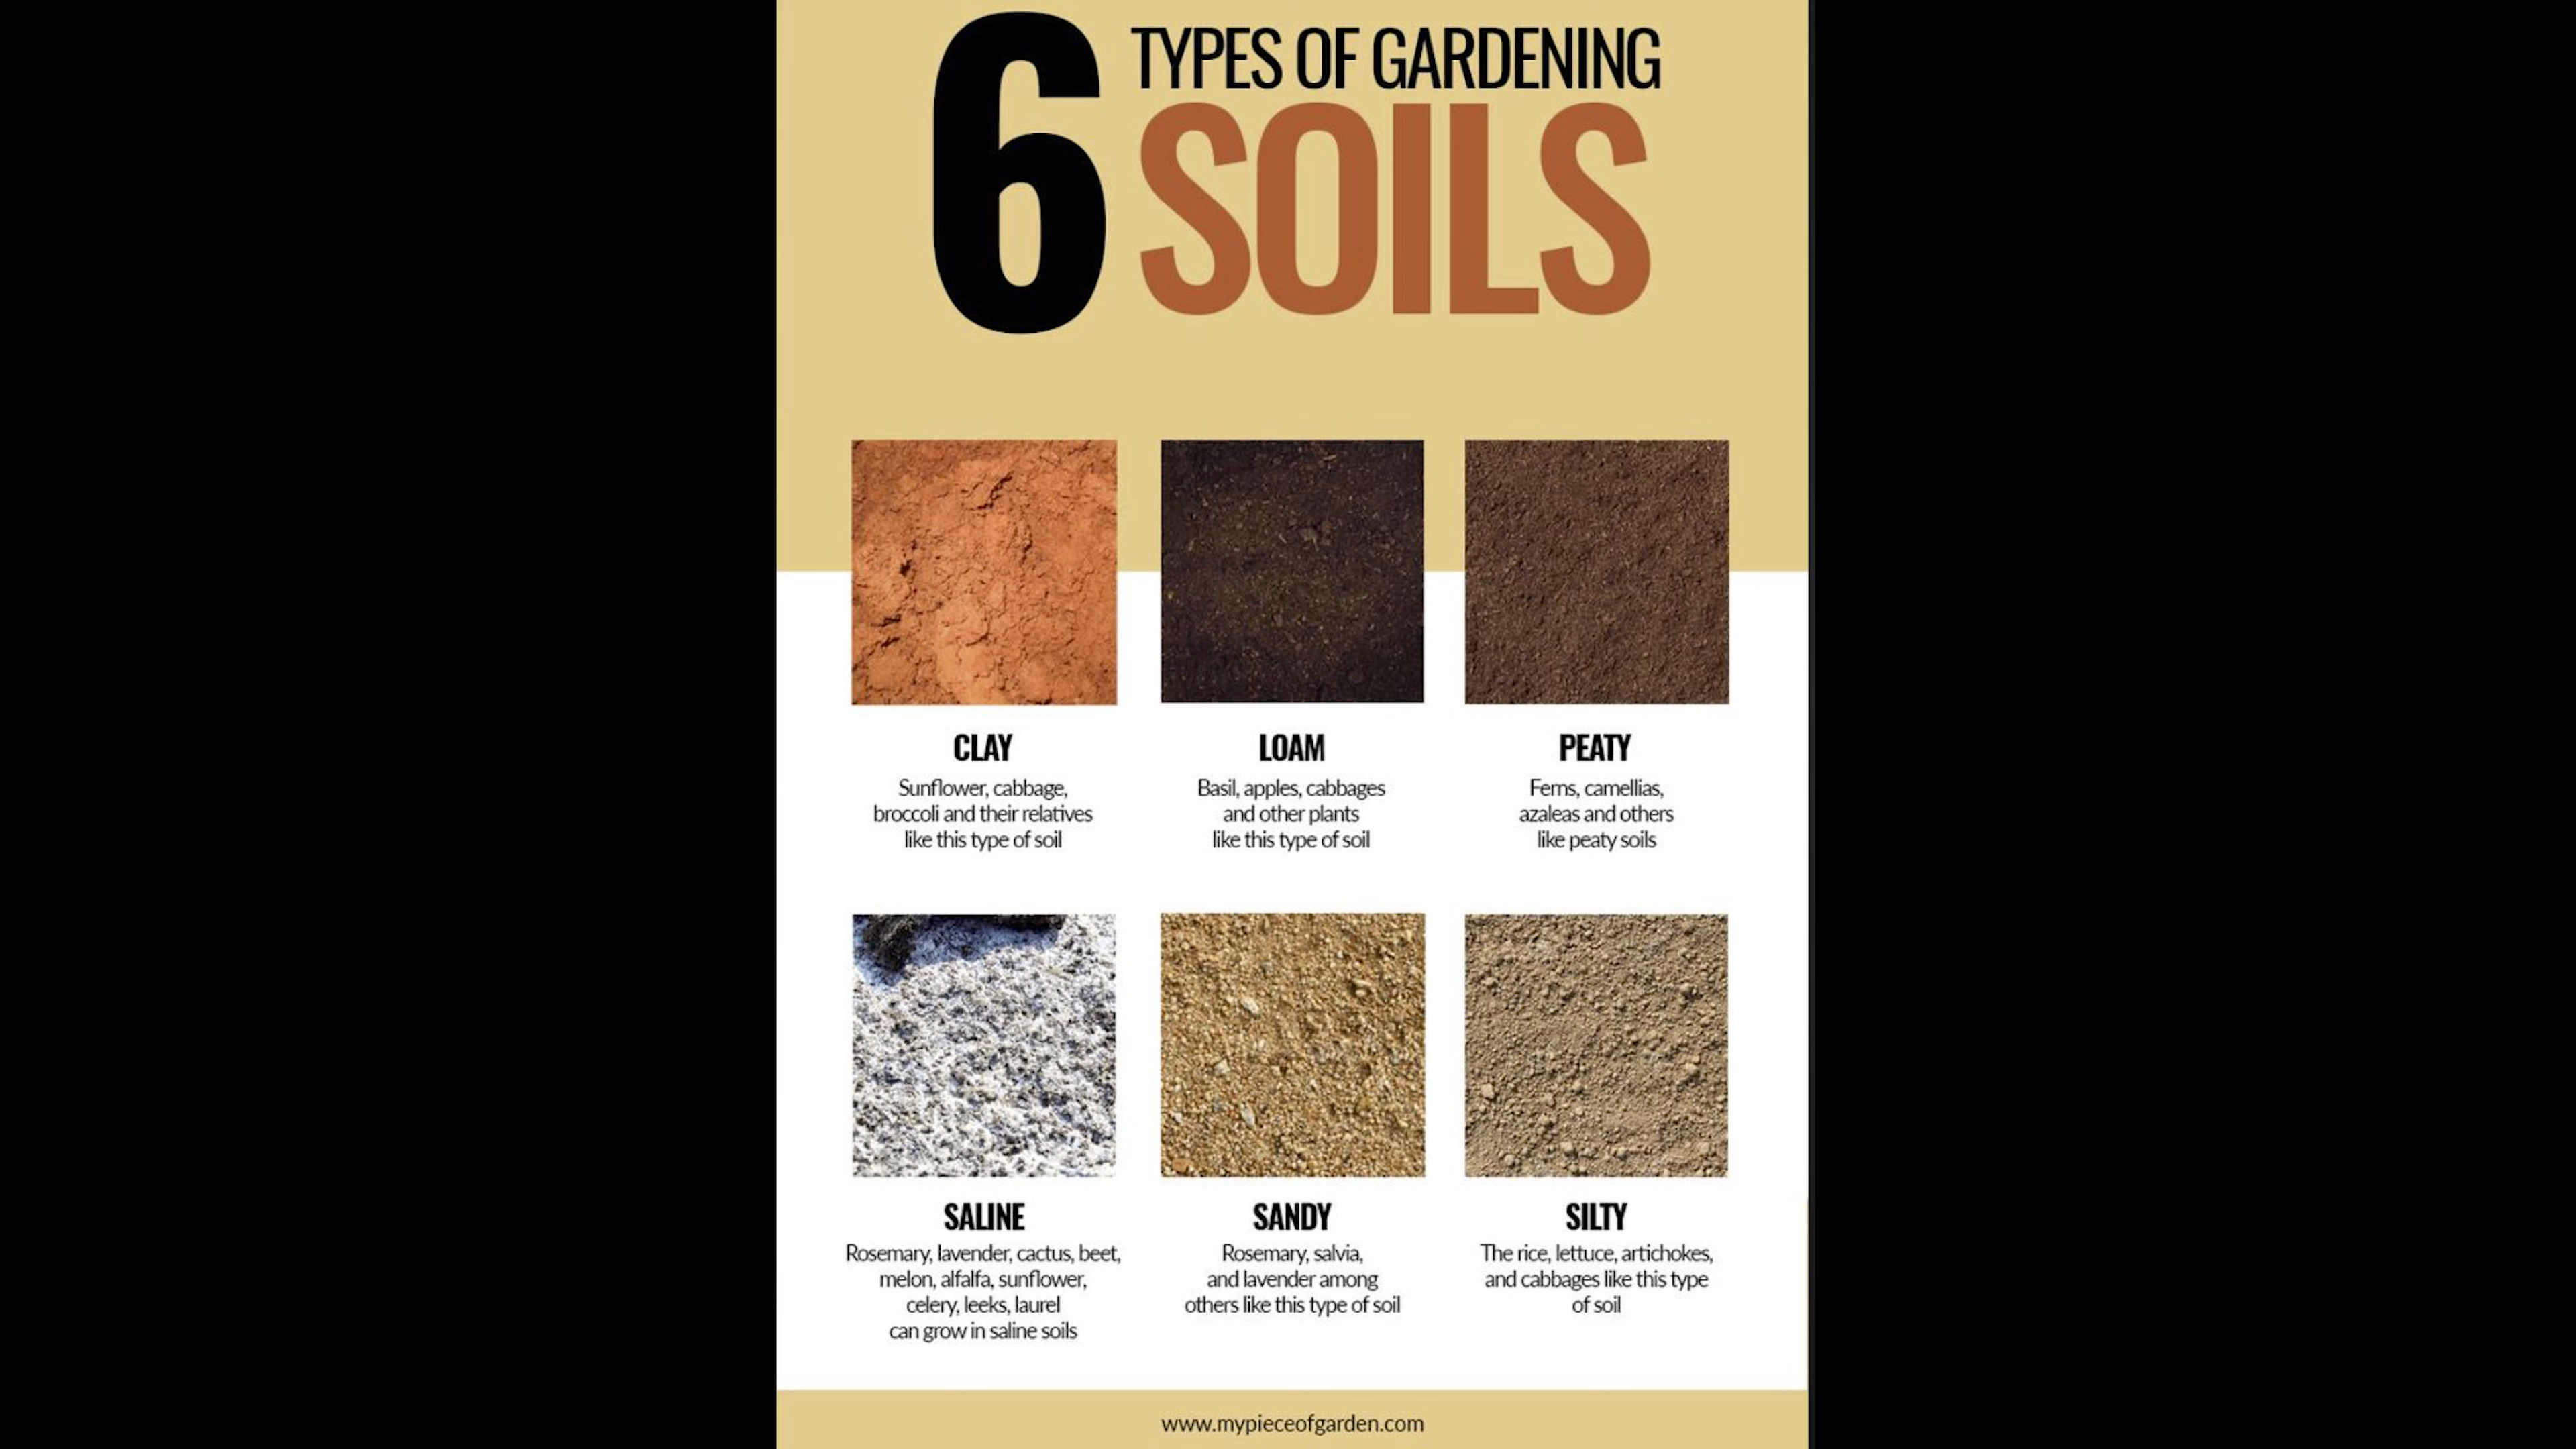 6 TYPES OF GARDENING
SOILS
CLAY
Sunflower, cabbage,
broccoli and their relatives
like this type of soil
LOAM
Basil, apples, cabbages
and other plants
like this type of soil
PEATY
Ferns, camellias,
azaleas and others
like peaty soils
SALINE
Rosemary, lavender, cactus, beet,
melon, alfalfa, sunflower,
celery, leeks, laurel
can grow in saline soils
SANDY
Rosemary, salvia,
and lavender among
others like this type of soil
SILTY
The rice, lettuce, artichokes,
and cabbages like this type
of soil
www.mypieceofgarden.com